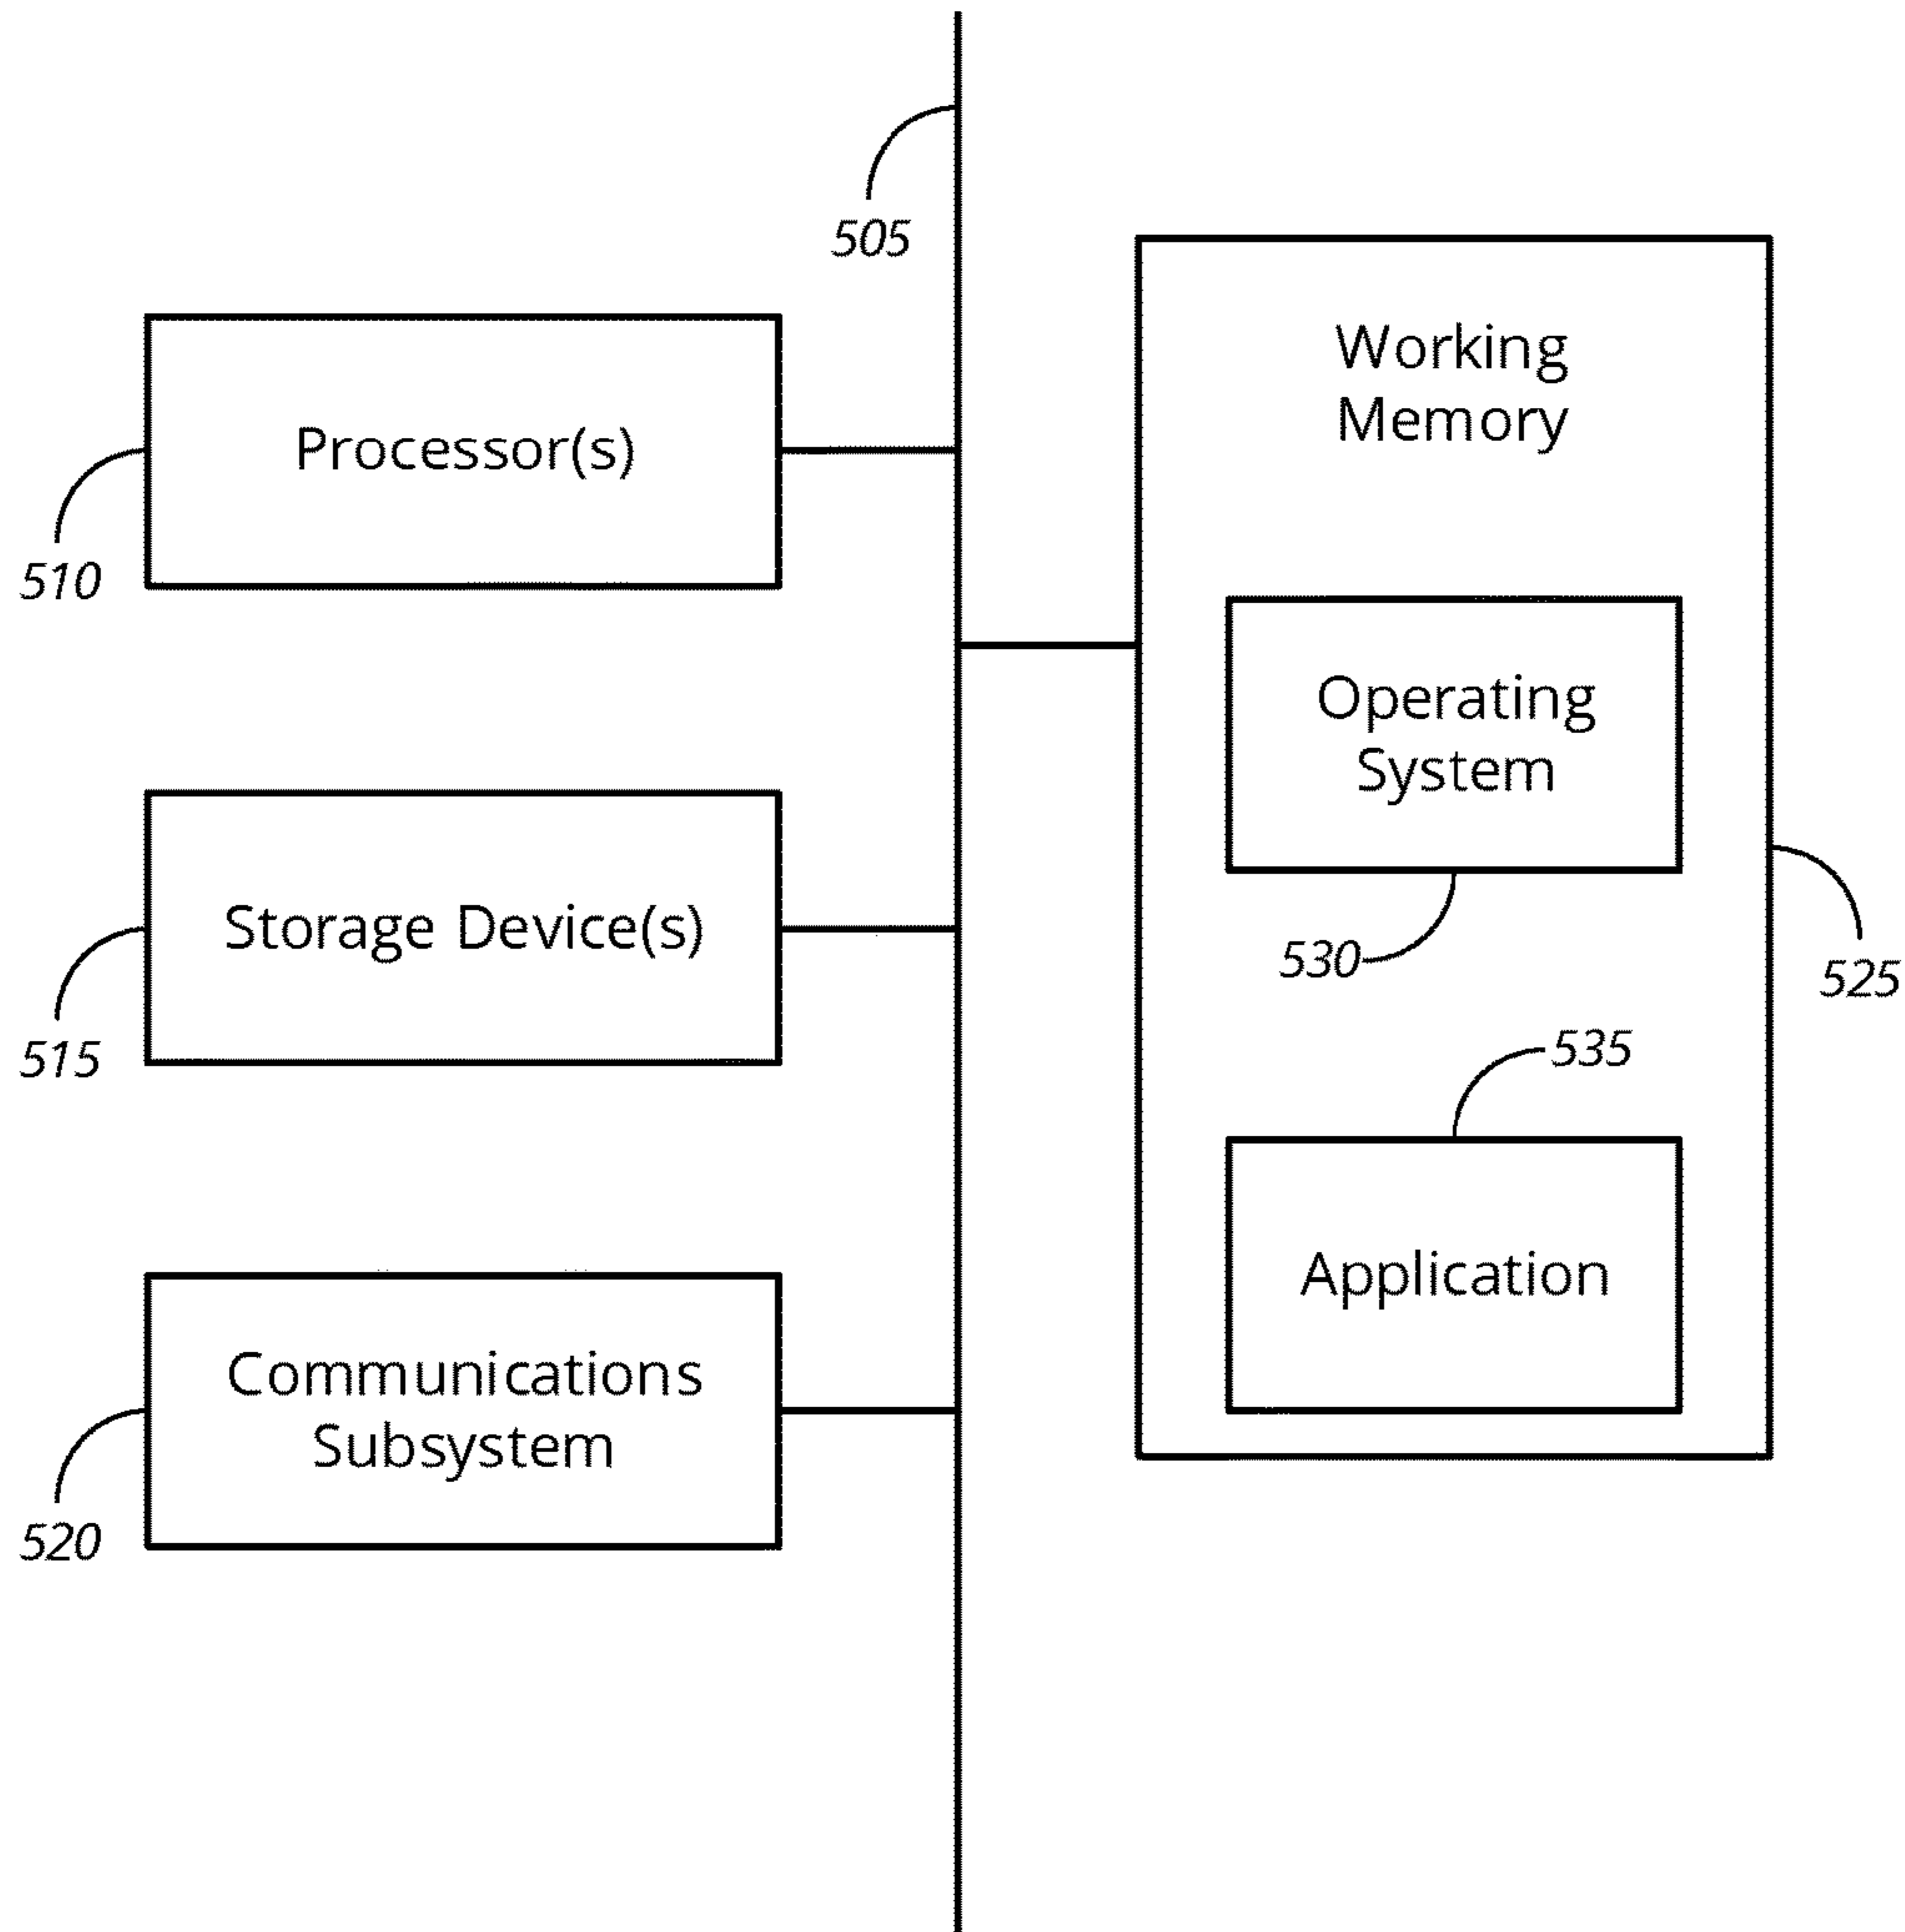 505
Processor(s)
510
Storage Device(s)
515
Communications
Subsystem
520
Working
Memory
Operating
System
530
525
535
Application